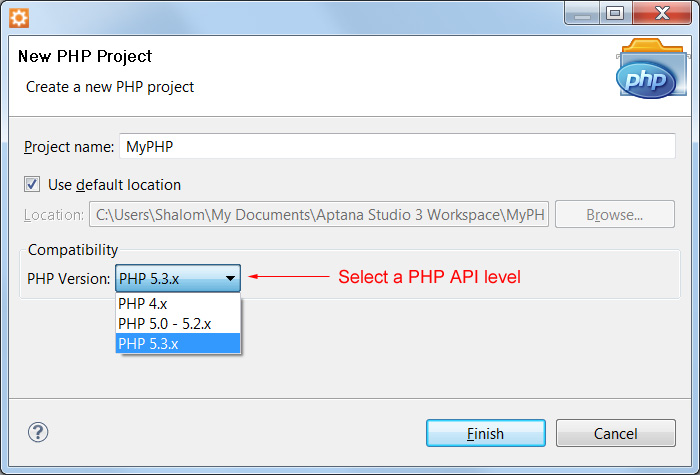 New PHP Project
Create a new PHP project
php
Project name: MyPHP
Use default location
Location: C:\Users\Shalom\My Documents\Aptana Studio 3 Workspace\MyPH Browse...
Compatibility
PHP Version: PHP 5.3.x Select a PHP API level
PHP 4.x
PHP 5.0 - 5.2.x
PHP 5.3.x
? Finish Cancel